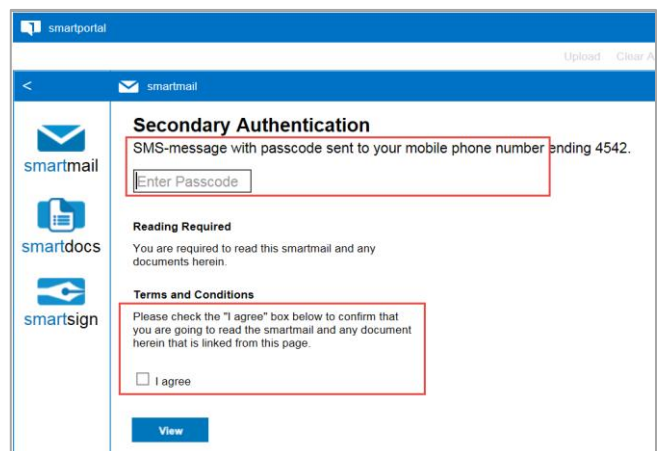 smartportal
Upload Clear A
<
smartmail
smartmail
smartdocs
smartsign
Secondary Authentication
SMS-message with passcode sent to your mobile phone number ending 4542.
Enter Passcode
Reading Required
You are required to read this smartmail and any
documents herein.
Terms and Conditions
Please check the "I agree" box below to confirm that
you are going to read the smartmail and any document
herein that is linked from this page.
I agree
View